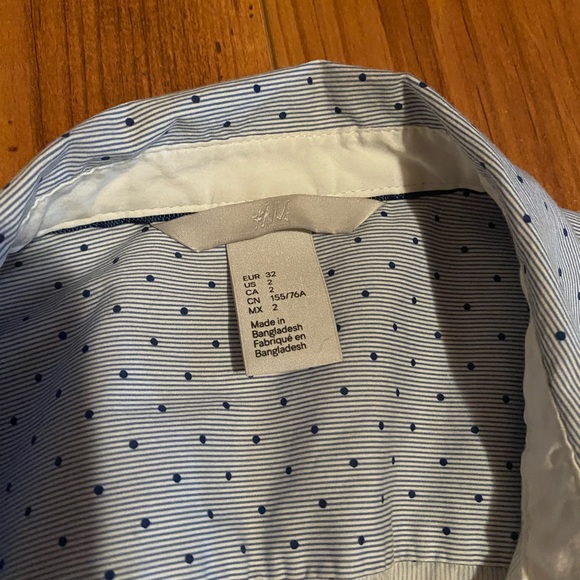 H&M
EUR 32
US 2
CA 2
CN 155/76A
MX 2
Made in
Bangladesh
Fabriqué en
Bangladesh